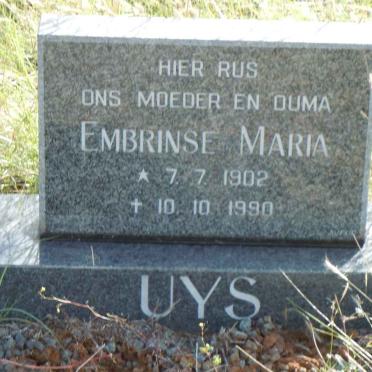 HIER RUS
ONS MOEDER EN OUMA
EMBRINSE MARIA
★ 7. 7. 1902
✝ 10. 10. 1990
UYS